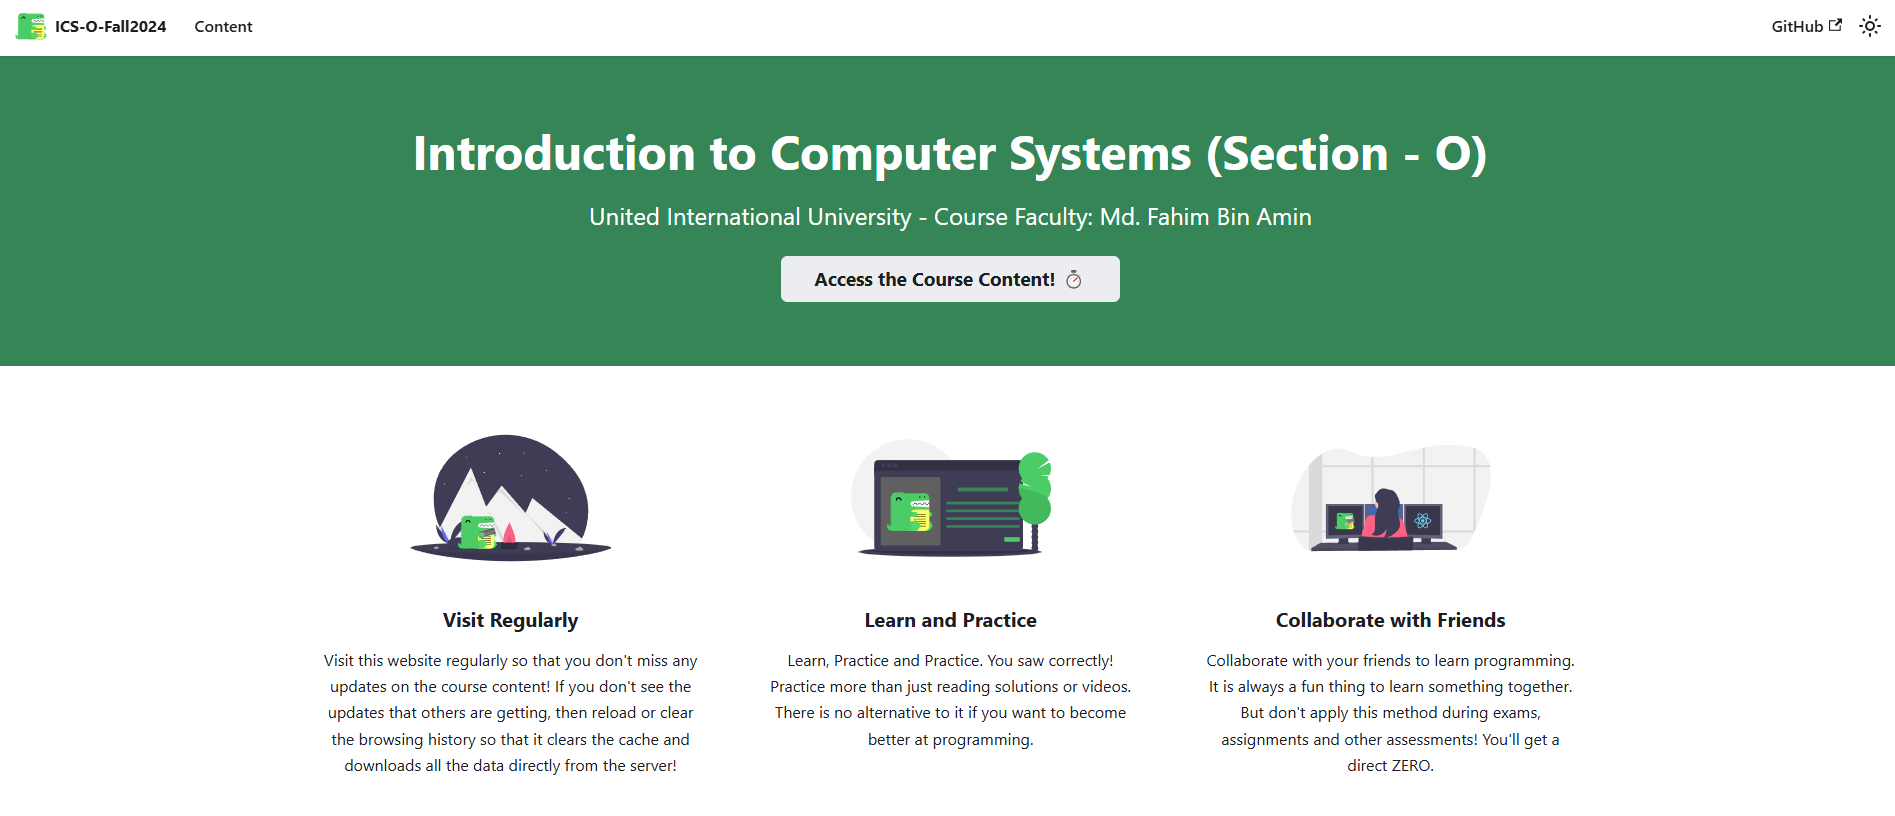 ICS-O-Fall2024
Content
GitHub
Introduction to Computer Systems (Section - O)
United International University - Course Faculty: Md. Fahim Bin Amin
Access the Course Content! ⏱️
Visit Regularly
Visit this website regularly so that you don't miss any
updates on the course content! If you don't see the
updates that others are getting, then reload or clear
the browsing history so that it clears the cache and
downloads all the data directly from the server!
Learn and Practice
Learn, Practice and Practice. You saw correctly!
Practice more than just reading solutions or videos.
There is no alternative to it if you want to become
better at programming.
Collaborate with Friends
Collaborate with your friends to learn programming.
It is always a fun thing to learn something together.
But don't apply this method during exams,
assignments and other assessments! You'll get a
direct ZERO.